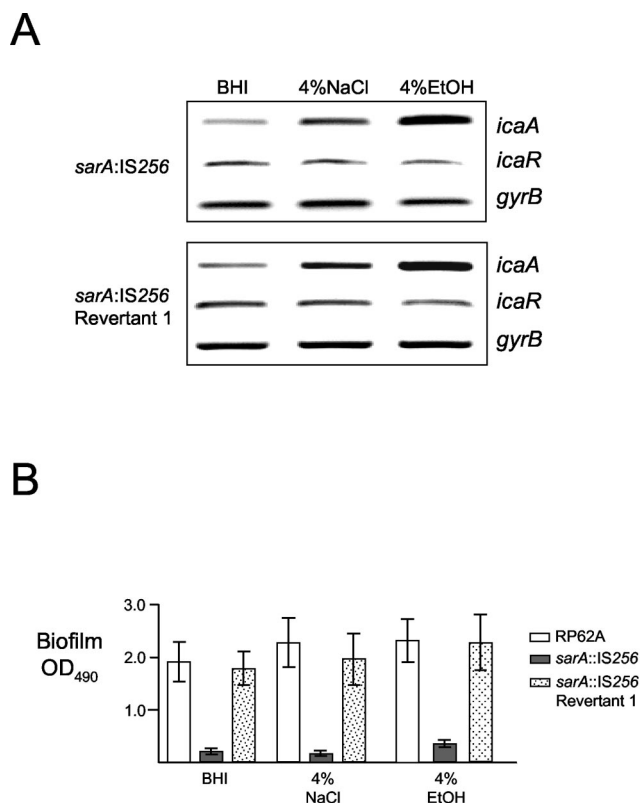 A
BHI 4%NaCl 4%EtOH
sarA:IS256
icaA
icaR
gyrB
sarA:IS256
Revertant 1
icaA
icaR
gyrB
B
Biofilm
OD490
3.0
2.0
1.0
BHI
4%
NaCl
4%
EtOH
RP62A
sarA::IS256
sarA::IS256
Revertant 1